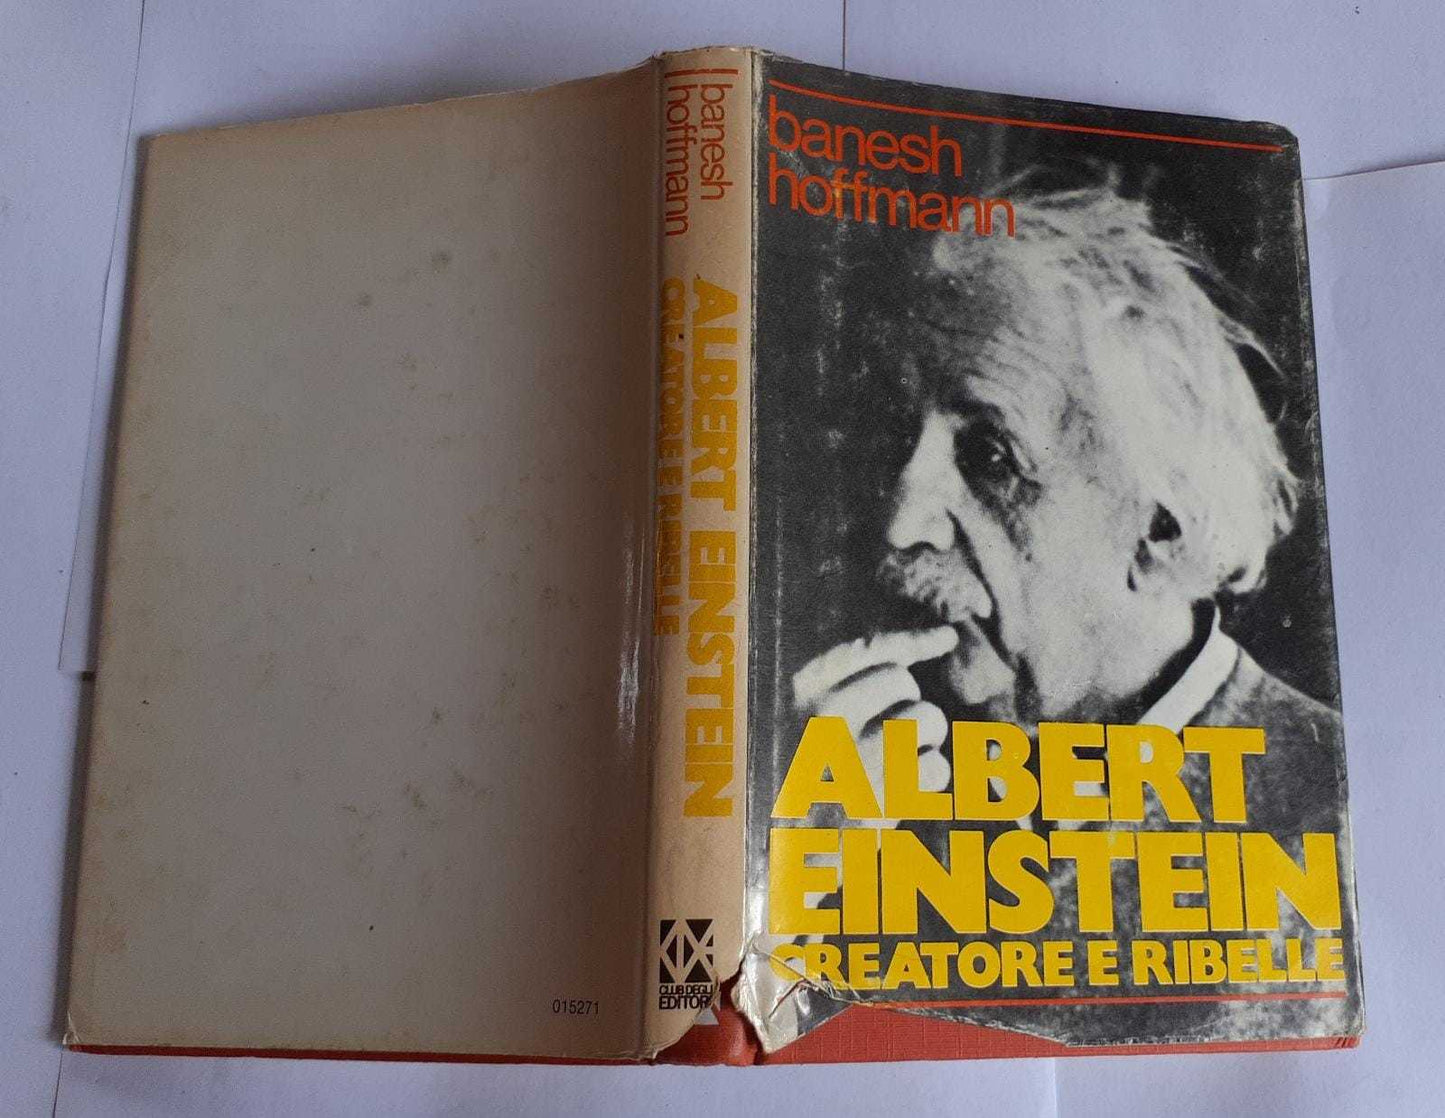 banesh
hoffmann
ALBERT
EINSTEIN
CREATORE E RIBELLE
banesh
hoffmann
ALBERT EINSTEIN
CREATORE E RIBELLE
CLUB DEGLI
EDITORI
015271